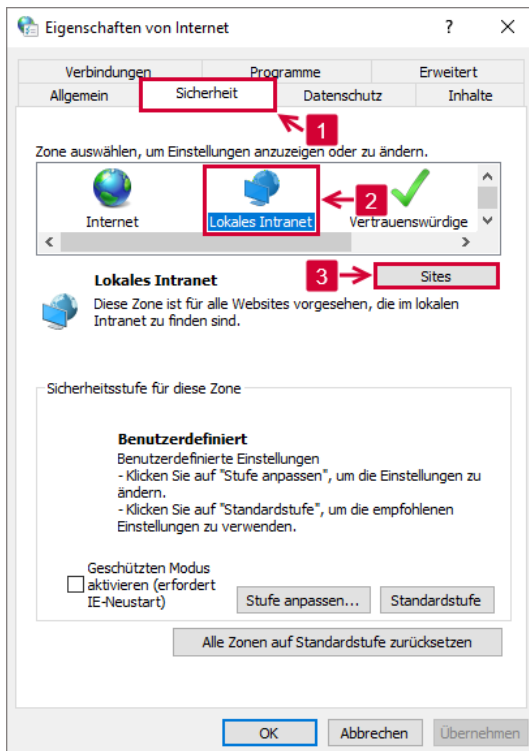 Eigenschaften von Internet ?
Verbindungen Programme Erweitert
Allgemein Sicherheit Datenschutz Inhalte
1
Zone auswählen, um Einstellungen anzuzeigen oder zu ändern.
2
Internet Lokales Intranet Vertrauenswürdige
Lokales Intranet 3 Sites
Diese Zone ist für alle Websites vorgesehen, die im lokalen
Intranet zu finden sind.
Sicherheitsstufe für diese Zone
Benutzerdefiniert
Benutzerdefinierte Einstellungen
- Klicken Sie auf "Stufe anpassen", um die Einstellungen zu
ändern.
- Klicken Sie auf "Standardstufe", um die empfohlenen
Einstellungen zu verwenden.
Geschützten Modus
aktivieren (erfordert
IE-Neustart) Stufe anpassen... Standardstufe
Alle Zonen auf Standardstufe zurücksetzen
OK Abbrechen Übernehmen